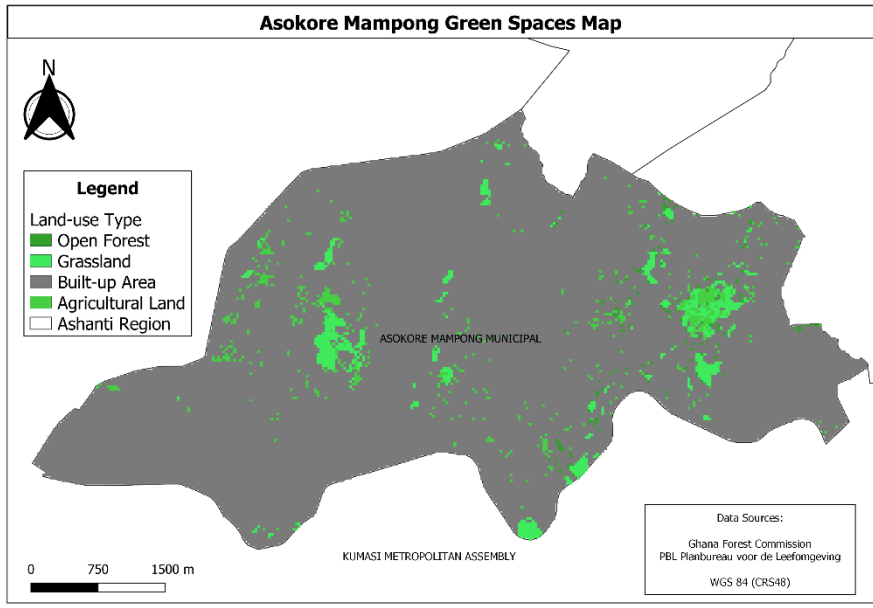 Asokore Mampong Green Spaces Map
N
Legend
Land-use Type
Open Forest
Grassland
Built-up Area
Agricultural Land
Ashanti Region
ASOKORE MAMPONG MUNICIPAL
KUMASI METROPOLITAN ASSEMBLY
0 750 1500 m
Data Sources:
Ghana Forest Commission
PBL Planbureau voor de Leefomgeving
WGS 84 (CRS48)